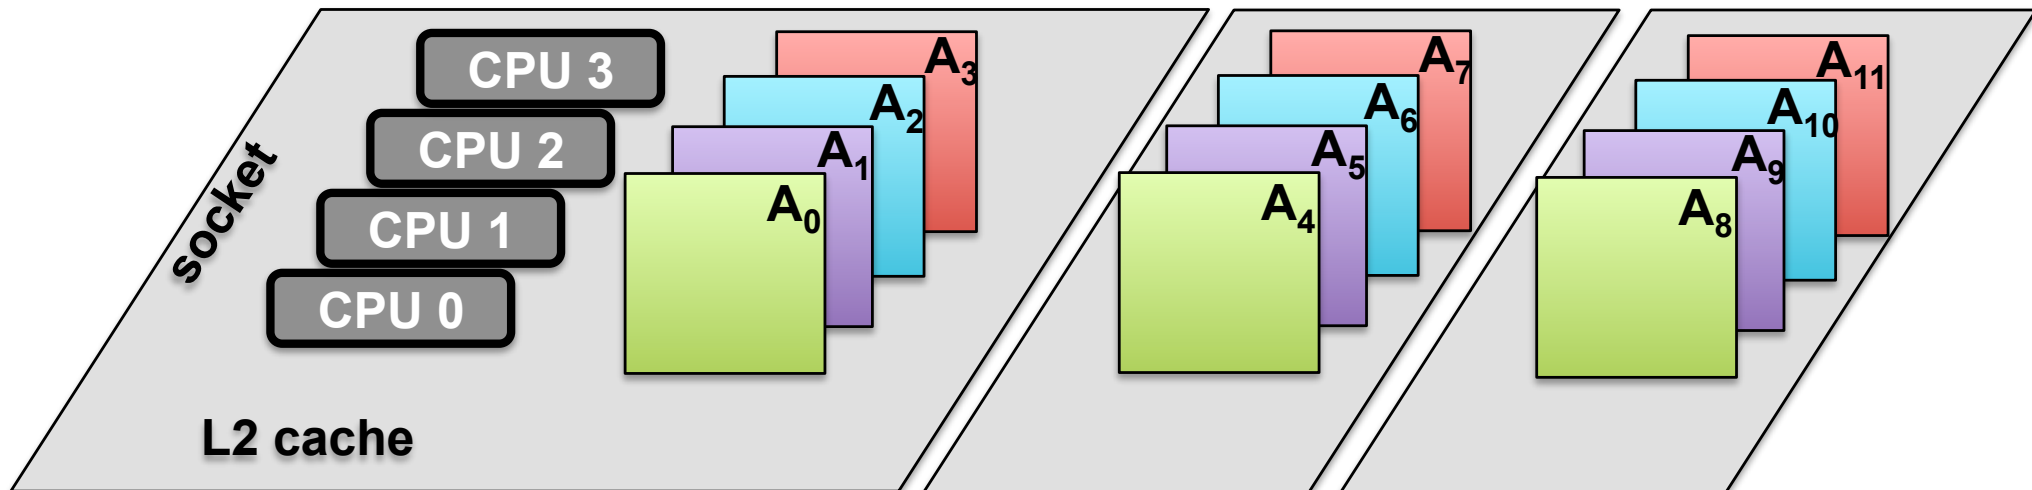 CPU 3
CPU 2
CPU 1
CPU 0
socket
L2 cache
A3
A2
A1
A0
A7
A6
A5
A4
A11
A10
A9
A8